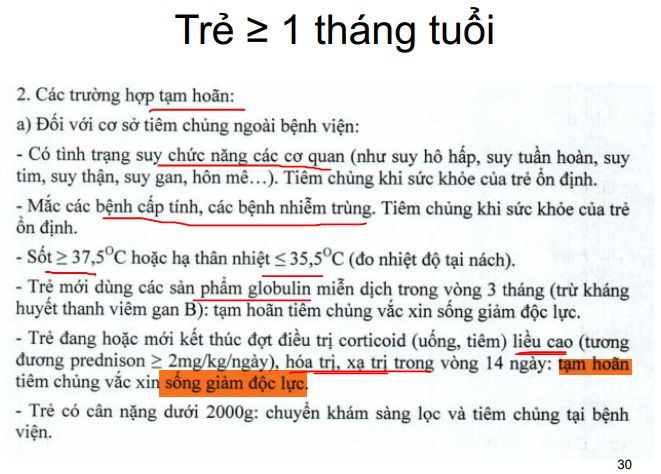 Trẻ ≥ 1 tháng tuổi
2. Các trường hợp tạm hoãn:
a) Đối với cơ sở tiêm chủng ngoài bệnh viện:
- Có tình trạng suy chức năng các cơ quan (như suy hô hấp, suy tuần hoàn, suy
tim, suy thận, suy gan, hôn mê…). Tiêm chủng khi sức khỏe của trẻ ổn định.
- Mắc các bệnh cấp tính, các bệnh nhiễm trùng. Tiêm chủng khi sức khỏe của trẻ
ổn định.
- Sốt ≥ 37,5⁰C hoặc hạ thân nhiệt ≤ 35,5⁰C (đo nhiệt độ tại nách).
- Trẻ mới dùng các sản phẩm globulin miễn dịch trong vòng 3 tháng (trừ kháng
huyết thanh viêm gan B): tạm hoãn tiêm chủng vắc xin sống giảm độc lực.
- Trẻ đang hoặc mới kết thúc đợt điều trị corticoid (uống, tiêm) liều cao (tương
đương prednison ≥ 2mg/kg/ngày), hóa trị, xạ trị trong vòng 14 ngày: tạm hoãn
tiêm chủng vắc xin sống giảm độc lực.
- Trẻ có cân nặng dưới 2000g: chuyển khám sàng lọc và tiêm chủng tại bệnh
viện.
30